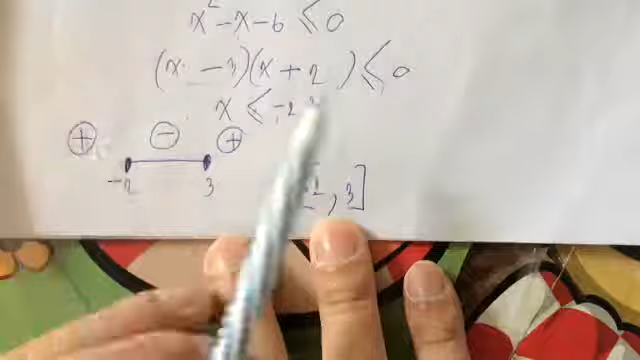 x² - x - 6 ≤ 0
(x - 3)(x + 2) ≤ 0
x ≤ -2
+ - +
-2 3
, 3]